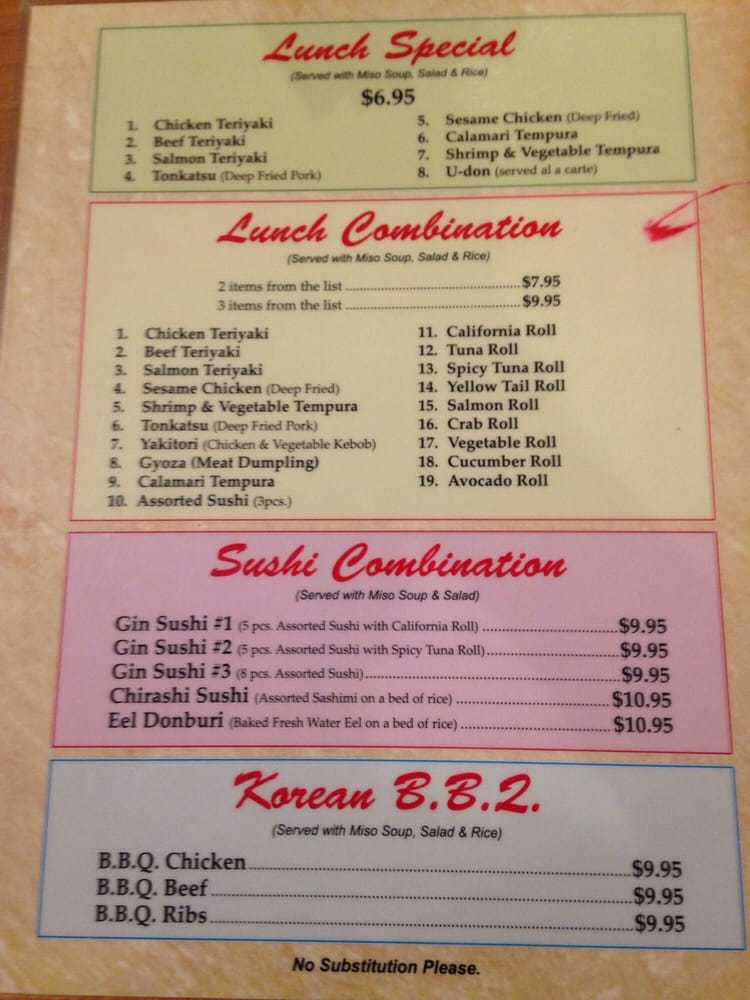 Lunch Special
(Served with Miso Soup, Salad & Rice)
$6.95
1. Chicken Teriyaki
2. Beef Teriyaki
3. Salmon Teriyaki
4. Tonkatsu (Deep Fried Pork)
5. Sesame Chicken (Deep Fried)
6. Calamari Tempura
7. Shrimp & Vegetable Tempura
8. U-don (served al a carte)
Lunch Combination
(Served with Miso Soup, Salad & Rice)
2 items from the list ... $7.95
3 items from the list ... $9.95
1. Chicken Teriyaki
2. Beef Teriyaki
3. Salmon Teriyaki
4. Sesame Chicken (Deep Fried)
5. Shrimp & Vegetable Tempura
6. Tonkatsu (Deep Fried Pork)
7. Yakitori (Chicken & Vegetable Kebob)
8. Gyoza (Meat Dumpling)
9. Calamari Tempura
10. Assorted Sushi (3pcs.)
11. California Roll
12. Tuna Roll
13. Spicy Tuna Roll
14. Yellow Tail Roll
15. Salmon Roll
16. Crab Roll
17. Vegetable Roll
18. Cucumber Roll
19. Avocado Roll
Sushi Combination
(Served with Miso Soup & Salad)
Gin Sushi #1 (5 pcs. Assorted Sushi with California Roll) ... $9.95
Gin Sushi #2 (5 pcs. Assorted Sushi with Spicy Tuna Roll) ... $9.95
Gin Sushi #3 (8 pcs. Assorted Sushi) ... $9.95
Chirashi Sushi (Assorted Sashimi on a bed of rice) ... $10.95
Eel Donburi (Baked Fresh Water Eel on a bed of rice) ... $10.95
Korean B.B.Q.
(Served with Miso Soup, Salad & Rice)
B.B.Q. Chicken ... $9.95
B.B.Q. Beef ... $9.95
B.B.Q. Ribs ... $9.95
No Substitution Please.